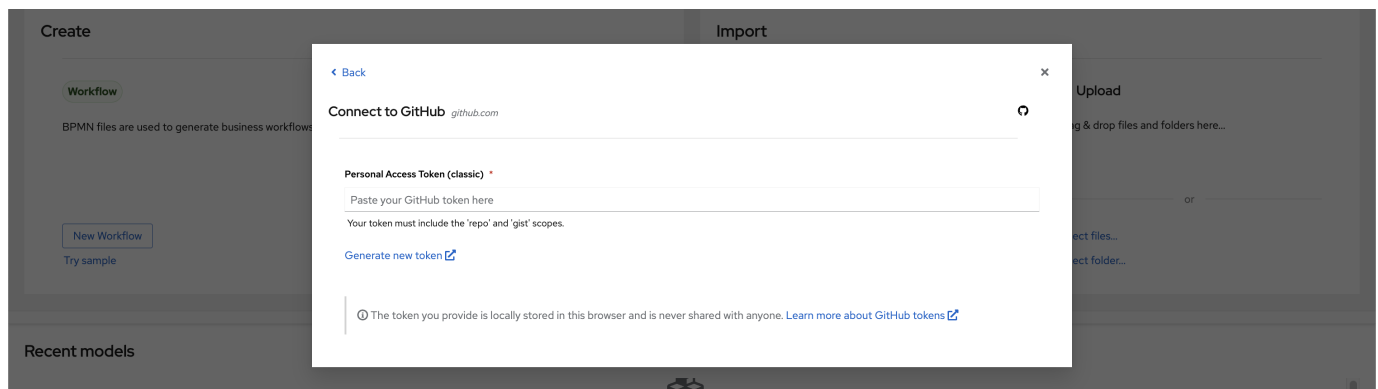 Create
Import
Back
Connect to GitHub github.com
Workflow
Upload
BPMN files are used to generate business workflows
& drop files and folders here...
Personal Access Token (classic) *
Paste your GitHub token here
or
Your token must include the 'repo' and 'gist' scopes.
New Workflow
files...
Generate new token
Try sample
folder...
The token you provide is locally stored in this browser and is never shared with anyone. Learn more about GitHub tokens
Recent models